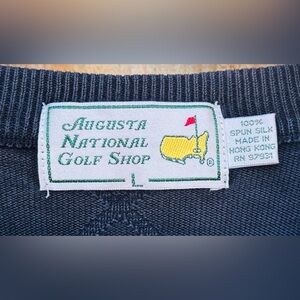 Augusta
National
Golf Shop
L
®
100%
SPUN SILK
MADE IN
HONG KONG
RN 97931